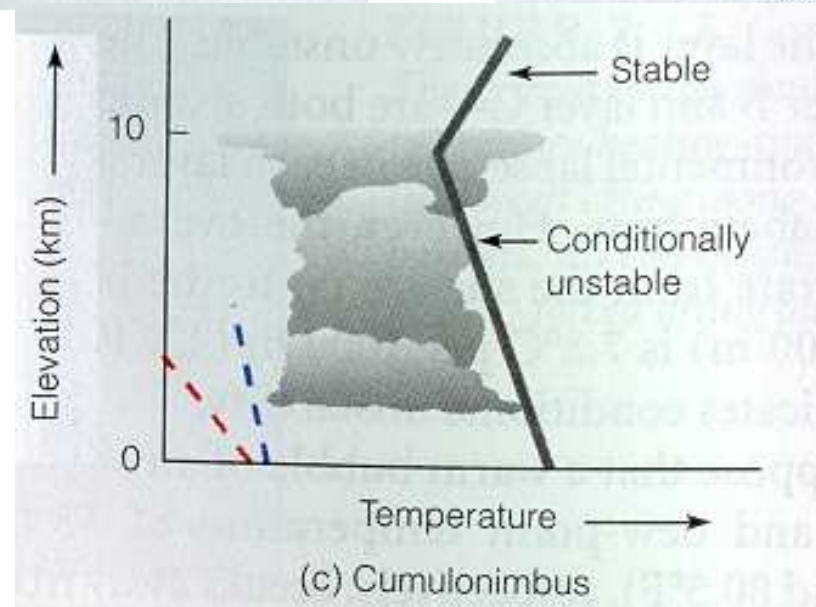 Stable
10
Elevation (km)
Conditionally
unstable
0
Temperature
(c) Cumulonimbus